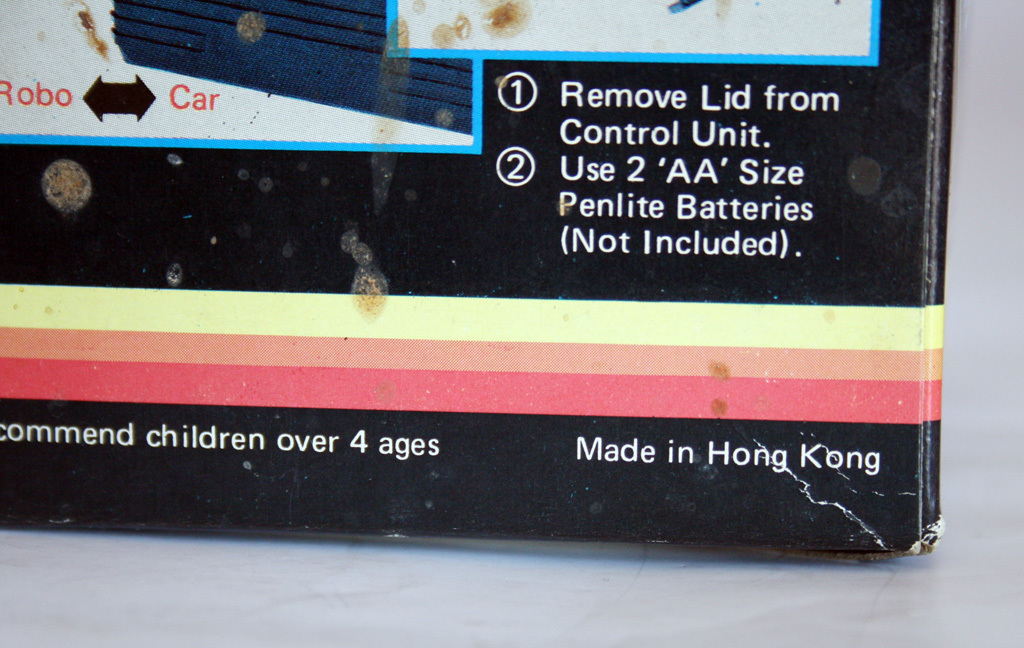 Robo Car
① Remove Lid from
Control Unit.
② Use 2 ‘AA’ Size
Penlite Batteries
(Not Included).
commend children over 4 ages
Made in Hong Kong